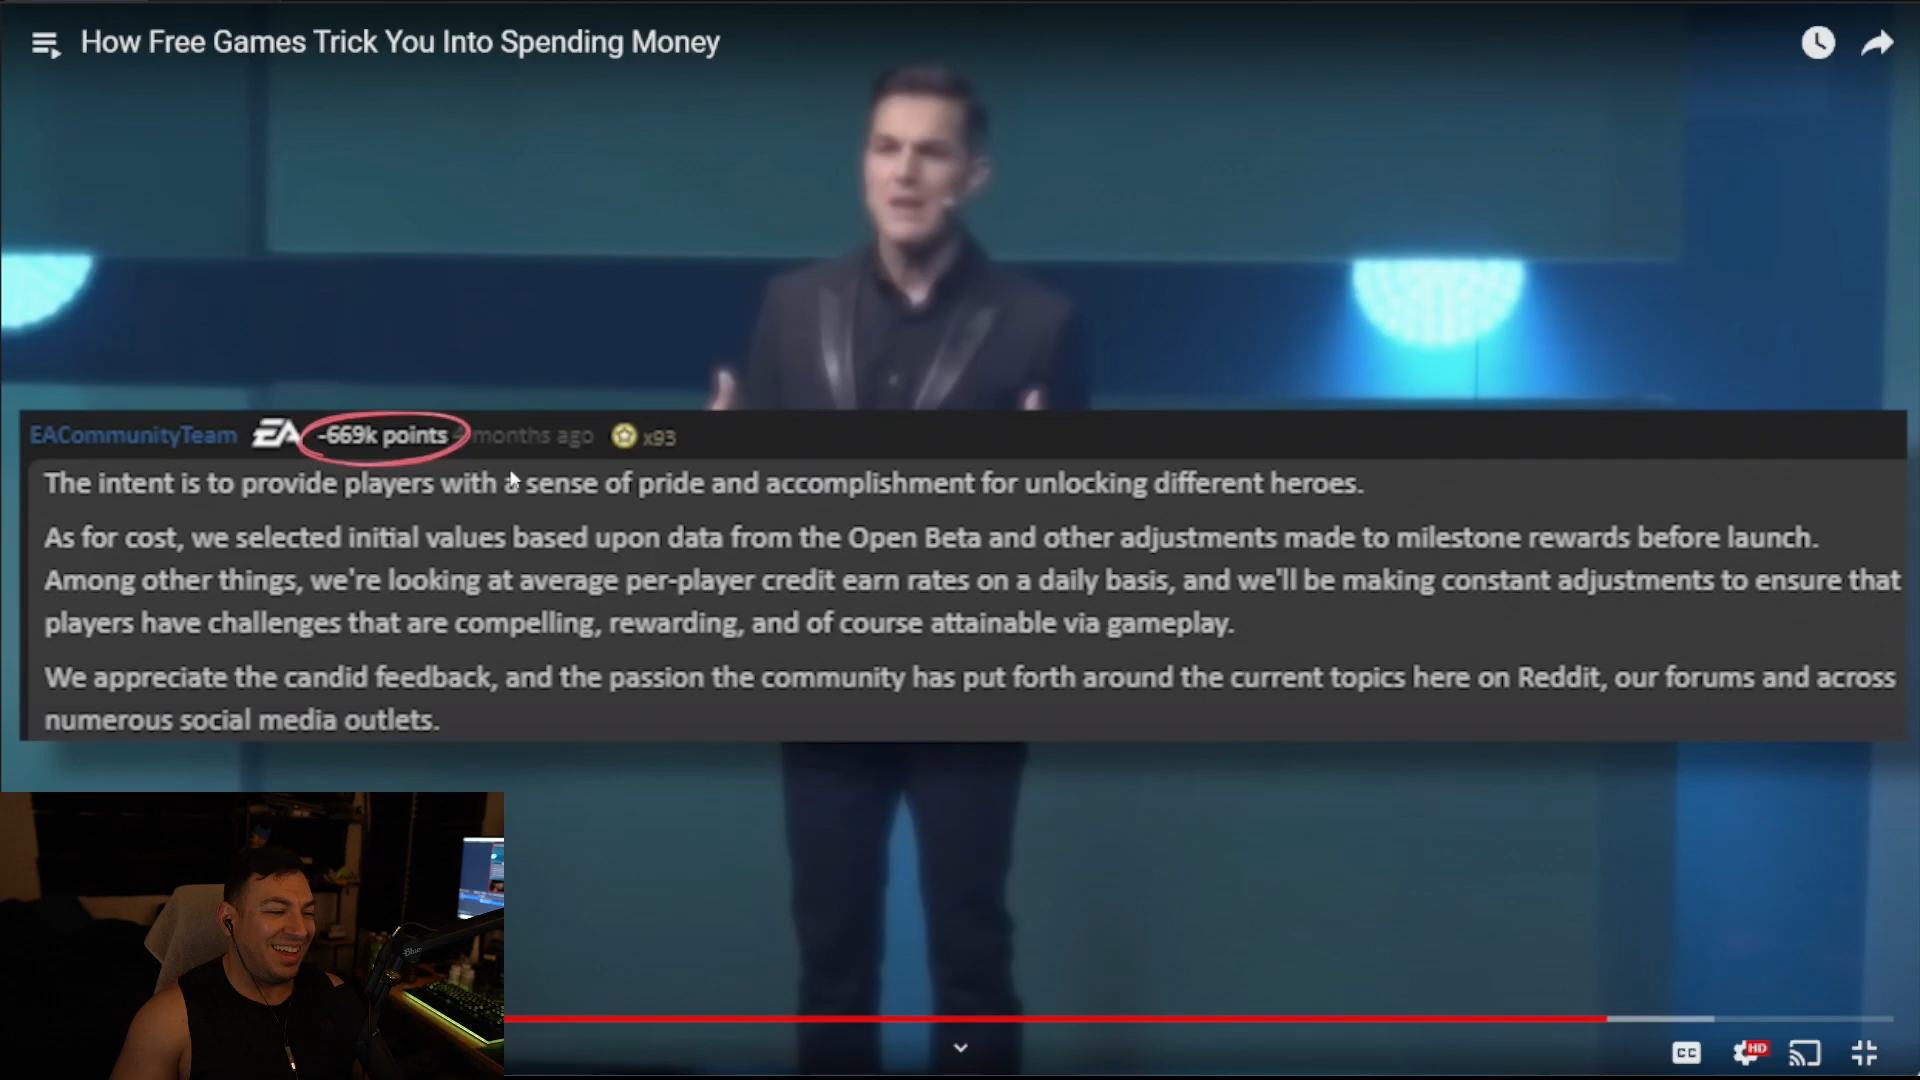 How Free Games Trick You Into Spending Money
EACommunityTeam EA -669k points 4 months ago x93
The intent is to provide players with a sense of pride and accomplishment for unlocking different heroes.
As for cost, we selected initial values based upon data from the Open Beta and other adjustments made to milestone rewards before launch.
Among other things, we're looking at average per-player credit earn rates on a daily basis, and we'll be making constant adjustments to ensure that
players have challenges that are compelling, rewarding, and of course attainable via gameplay.
We appreciate the candid feedback, and the passion the community has put forth around the current topics here on Reddit, our forums and across
numerous social media outlets.
Blue
CC HD